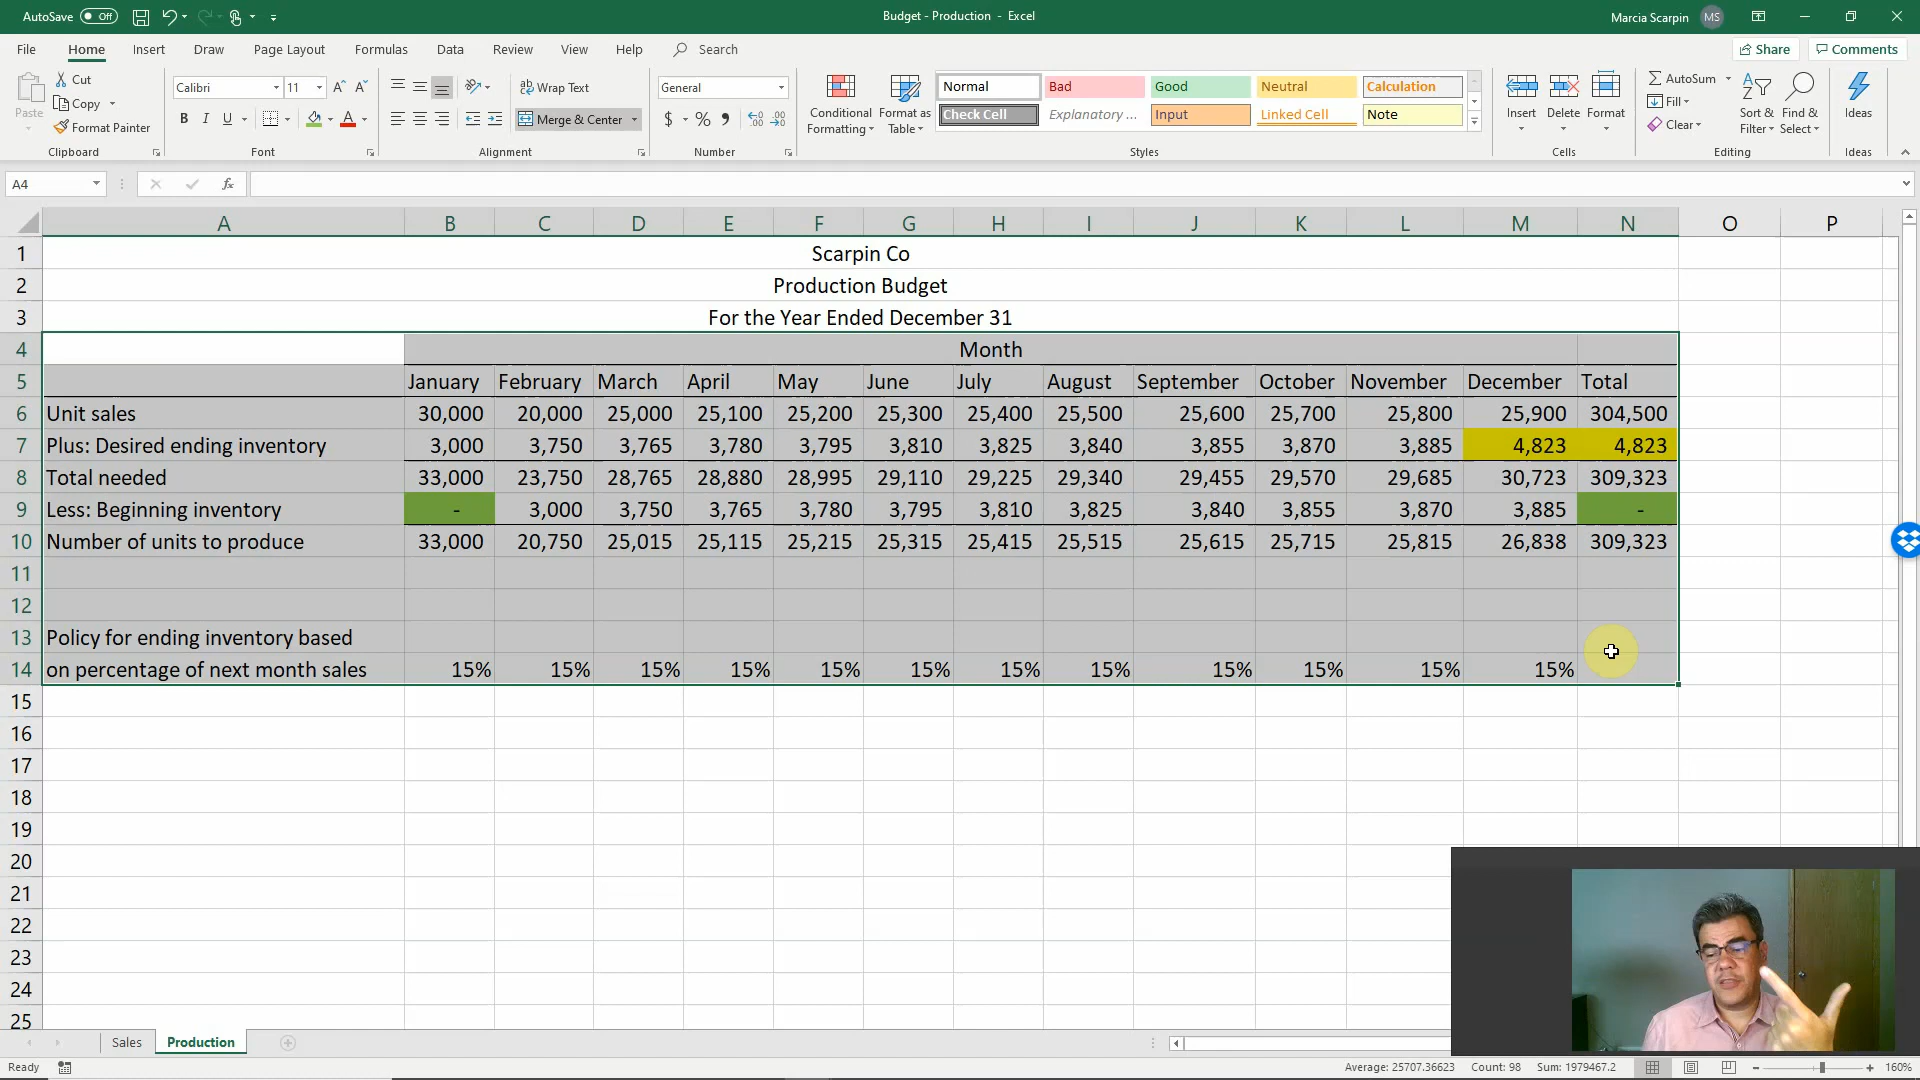 AutoSave Off
Budget - Production - Excel
Marcia Scarpin MS
File Home Insert Draw Page Layout Formulas Data Review View Help Search
Share Comments
Paste
Cut
Copy
Format Painter
Clipboard
Calibri 11
B I U
Font
Wrap Text
Merge & Center
Alignment
General
Number
Conditional Formatting
Format as Table
Normal Bad Good Neutral Calculation
Check Cell Explanatory ... Input Linked Cell Note
Styles
Insert Delete Format
Cells
AutoSum
Fill
Clear
Sort & Filter
Find & Select
Editing
Ideas
Ideas
A4
fx
A B C D E F G H I J K L M N O P
1 Scarpin Co
2 Production Budget
3 For the Year Ended December 31
4 Month
5 January February March April May June July August September October November December Total
6 Unit sales 30,000 20,000 25,000 25,100 25,200 25,300 25,400 25,500 25,600 25,700 25,800 25,900 304,500
7 Plus: Desired ending inventory 3,000 3,750 3,765 3,780 3,795 3,810 3,825 3,840 3,855 3,870 3,885 4,823 4,823
8 Total needed 33,000 23,750 28,765 28,880 28,995 29,110 29,225 29,340 29,455 29,570 29,685 30,723 309,323
9 Less: Beginning inventory - 3,000 3,750 3,765 3,780 3,795 3,810 3,825 3,840 3,855 3,870 3,885 -
10 Number of units to produce 33,000 20,750 25,015 25,115 25,215 25,315 25,415 25,515 25,615 25,715 25,815 26,838 309,323
11
12
13 Policy for ending inventory based
14 on percentage of next month sales 15% 15% 15% 15% 15% 15% 15% 15% 15% 15% 15% 15%
15
16
17
18
19
20
21
22
23
24
25
Sales Production
Ready
Average: 25707.36623 Count: 98 Sum: 1979467.2
160%